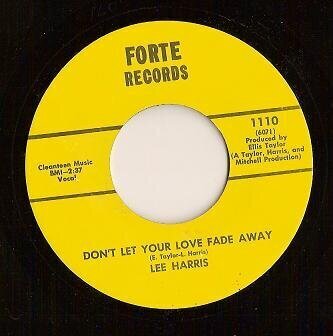 FORTE
RECORDS
1110
(6071)
Produced by
Ellis Taylor
(A Taylor, Harris, and
Mitchell Production)
Cleanteen Music
BMI-2:37
Vocal
DON'T LET YOUR LOVE FADE AWAY
(E. Taylor-L. Harris)
LEE HARRIS